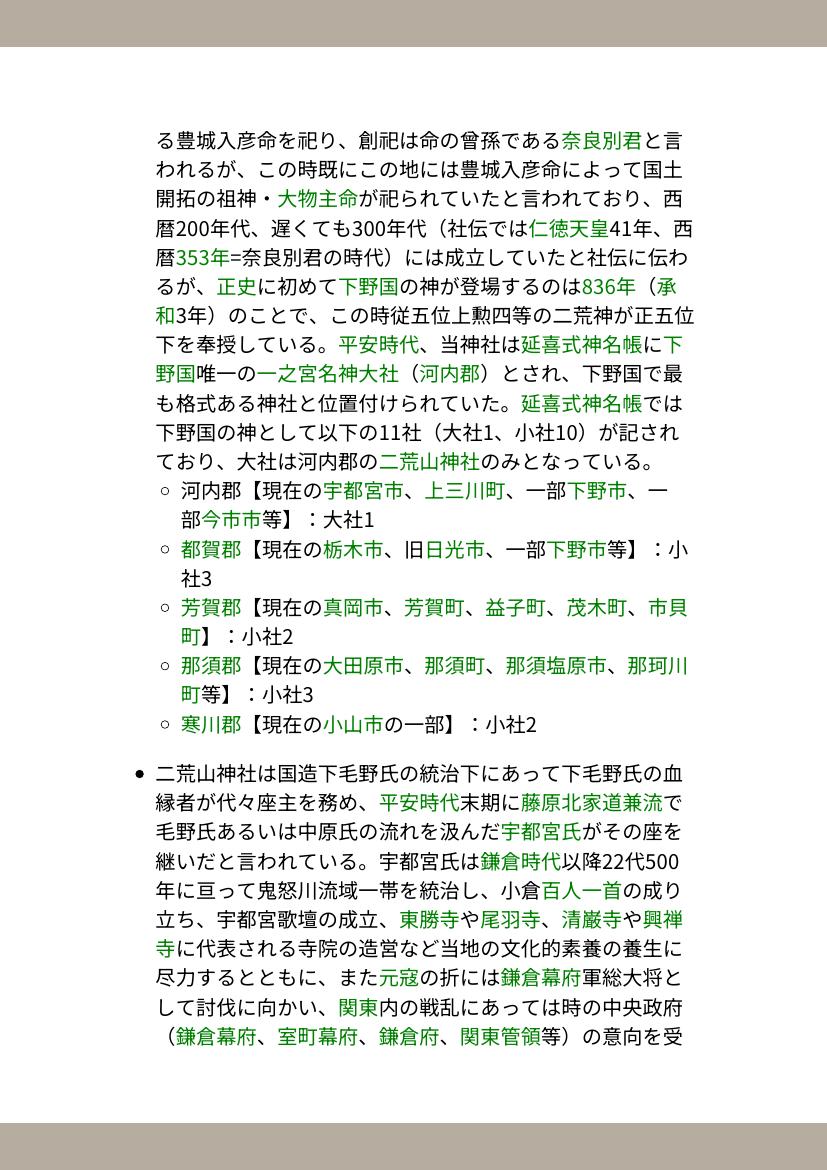 る豊城入彦命を祀り、創祀は命の曾孫である奈良別君と言
われるが、この時既にこの地には豊城入彦命によって国土
開拓の祖神・大物主命が祀られていたと言われており、西
暦200年代、遅くても300年代（社伝では仁徳天皇41年、西
暦353年=奈良別君の時代）には成立していたと社伝に伝わ
るが、正史に初めて下野国の神が登場するのは836年（承
和3年）のことで、この時従五位上勲四等の二荒神が正五位
下を奉授している。平安時代、当神社は延喜式神名帳に下
野国唯一の一之宮名神大社（河内郡）とされ、下野国で最
も格式ある神社と位置付けられていた。延喜式神名帳では
下野国の神として以下の11社（大社1、小社10）が記され
ており、大社は河内郡の二荒山神社のみとなっている。
◦ 河内郡【現在の宇都宮市、上三川町、一部下野市、一
部今市市等】：大社1
◦ 都賀郡【現在の栃木市、旧日光市、一部下野市等】：小
社3
◦ 芳賀郡【現在の真岡市、芳賀町、益子町、茂木町、市貝
町】：小社2
◦ 那須郡【現在の大田原市、那須町、那須塩原市、那珂川
町等】：小社3
◦ 寒川郡【現在の小山市の一部】：小社2
• 二荒山神社は国造下毛野氏の統治下にあって下毛野氏の血
縁者が代々座主を務め、平安時代末期に藤原北家道兼流で
毛野氏あるいは中原氏の流れを汲んだ宇都宮氏がその座を
継いだと言われている。宇都宮氏は鎌倉時代以降22代500
年に亘って鬼怒川流域一帯を統治し、小倉百人一首の成り
立ち、宇都宮歌壇の成立、東勝寺や尾羽寺、清巌寺や興禅
寺に代表される寺院の造営など当地の文化的素養の養生に
尽力するとともに、また元寇の折には鎌倉幕府軍総大将と
して討伐に向かい、関東内の戦乱にあっては時の中央政府
（鎌倉幕府、室町幕府、鎌倉府、関東管領等）の意向を受